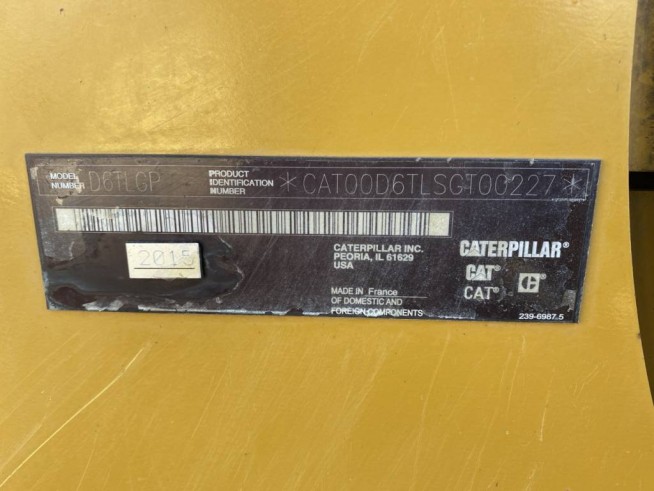 MODEL NUMBER D6TLGP
PRODUCT IDENTIFICATION NUMBER *CAT00D6TLSGT00227*
2015
CATERPILLAR INC.
PEORIA, IL 61629
USA
MADE IN France
OF DOMESTIC AND
FOREIGN COMPONENTS
CATERPILLAR®
CAT®
CAT® C®
239-6987 5